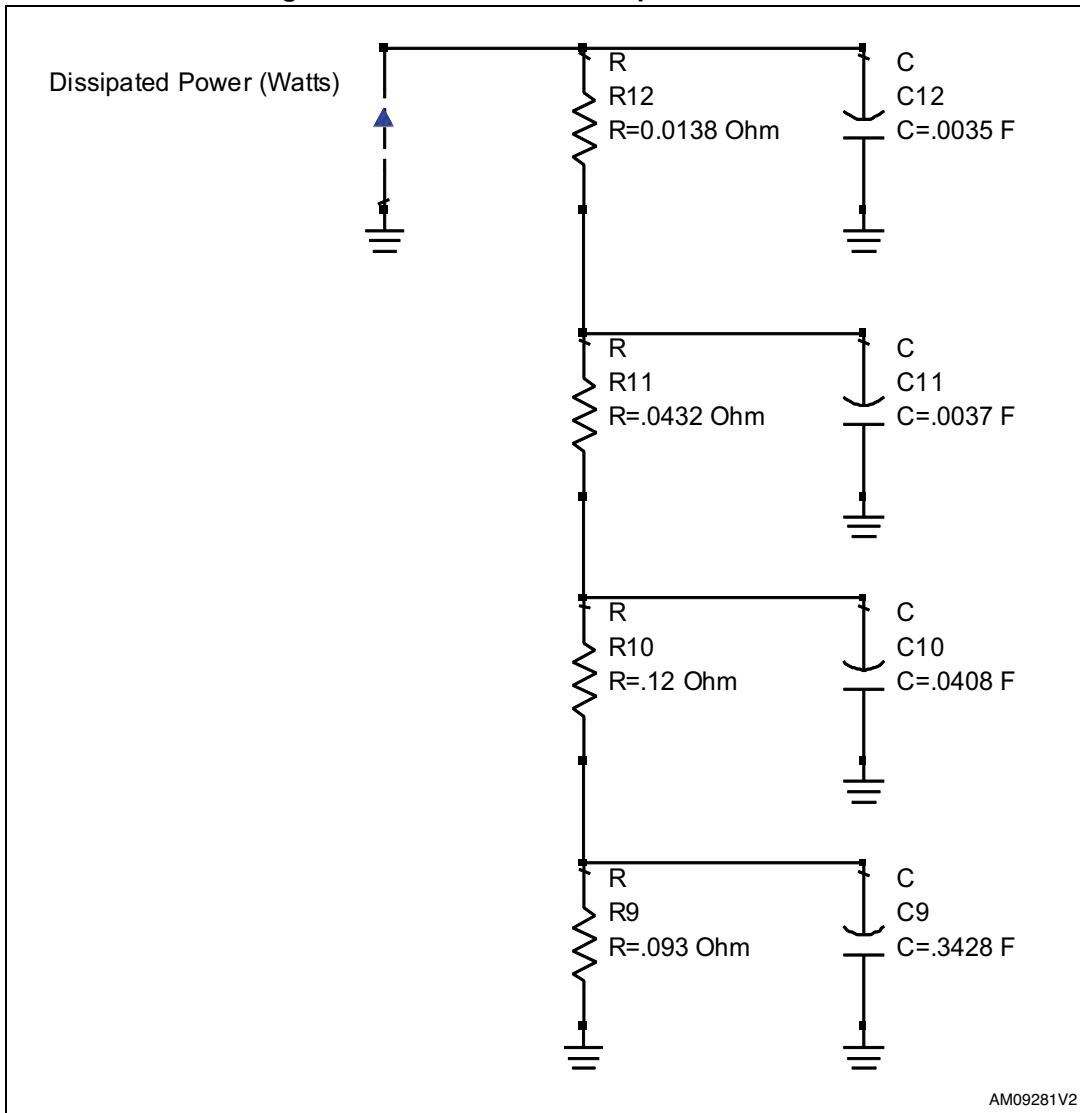 Dissipated Power (Watts)
R
R12
R=0.0138 Ohm
C
C12
C=.0035 F
R
R11
R=.0432 Ohm
C
C11
C=.0037 F
R
R10
R=.12 Ohm
C
C10
C=.0408 F
R
R9
R=.093 Ohm
C
C9
C=.3428 F
AM09281V2